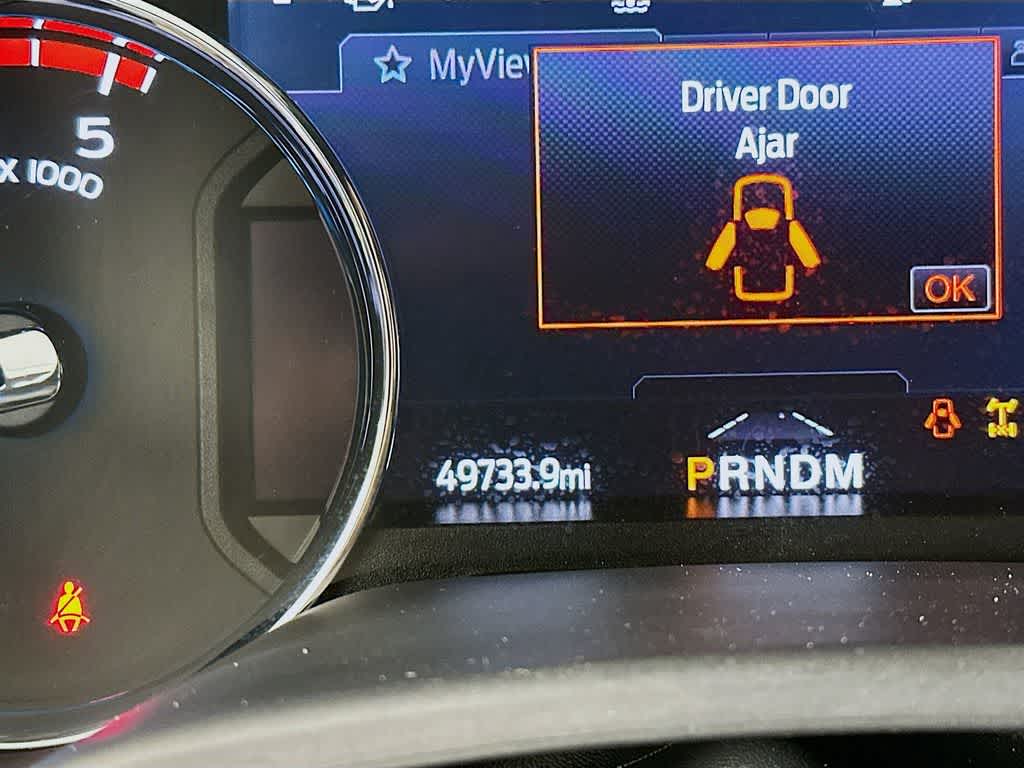 MyView
Driver Door
Ajar
OK
5
x 1000
49733.9mi
PRNDM